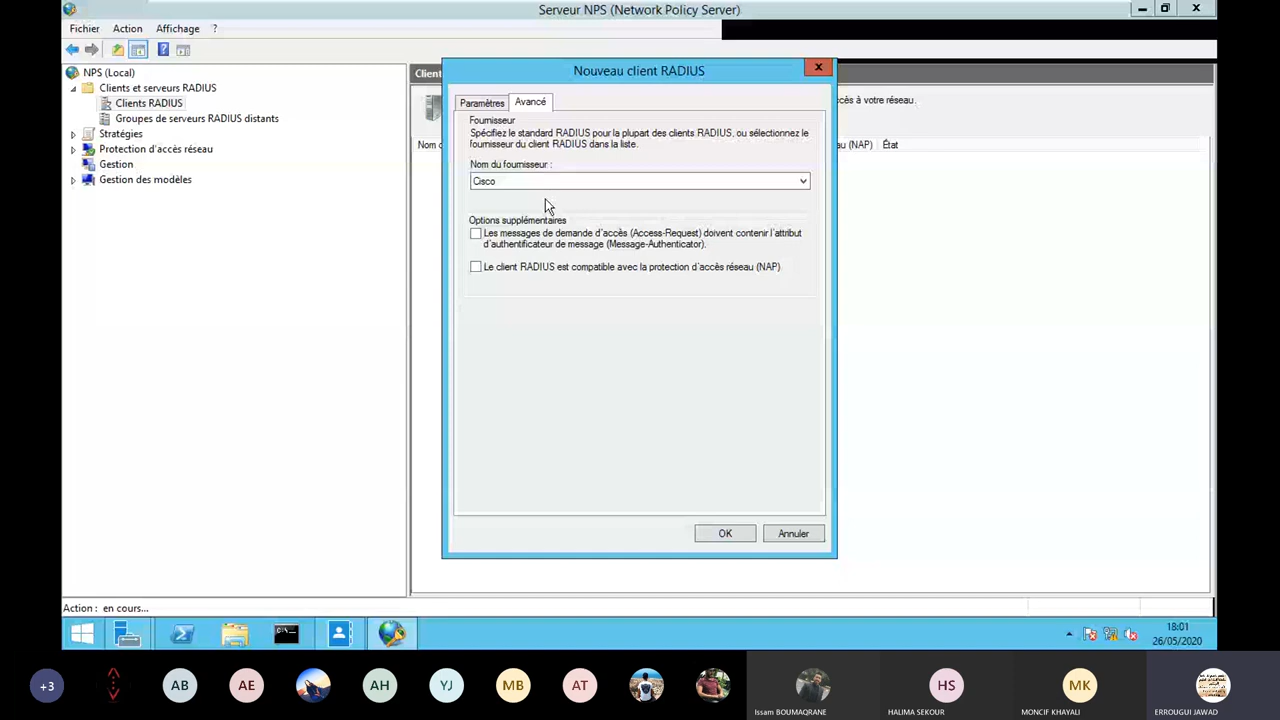 Serveur NPS (Network Policy Server)
Fichier Action Affichage ?
NPS (Local)
Clients et serveurs RADIUS
Clients RADIUS
Groupes de serveurs RADIUS distants
Stratégies
Protection d'accès réseau
Gestion
Gestion des modèles
Client
ccès à votre réseau.
Nom c
au (NAP) État
Nouveau client RADIUS
Paramètres Avancé
Fournisseur
Spécifiez le standard RADIUS pour la plupart des clients RADIUS, ou sélectionnez le
fournisseur du client RADIUS dans la liste.
Nom du fournisseur :
Cisco
Options supplémentaires
Les messages de demande d'accès (Access-Request) doivent contenir l'attribut
d'authentificateur de message (Message-Authenticator).
Le client RADIUS est compatible avec la protection d'accès réseau (NAP)
OK Annuler
Action : en cours...
18:01
26/05/2020
+3 AB AE AH YJ MB AT HS MK
Issam BOUMAQRANE HALIMA SEKOUR MONCIF KHAYALI ERROUGUI JAWAD